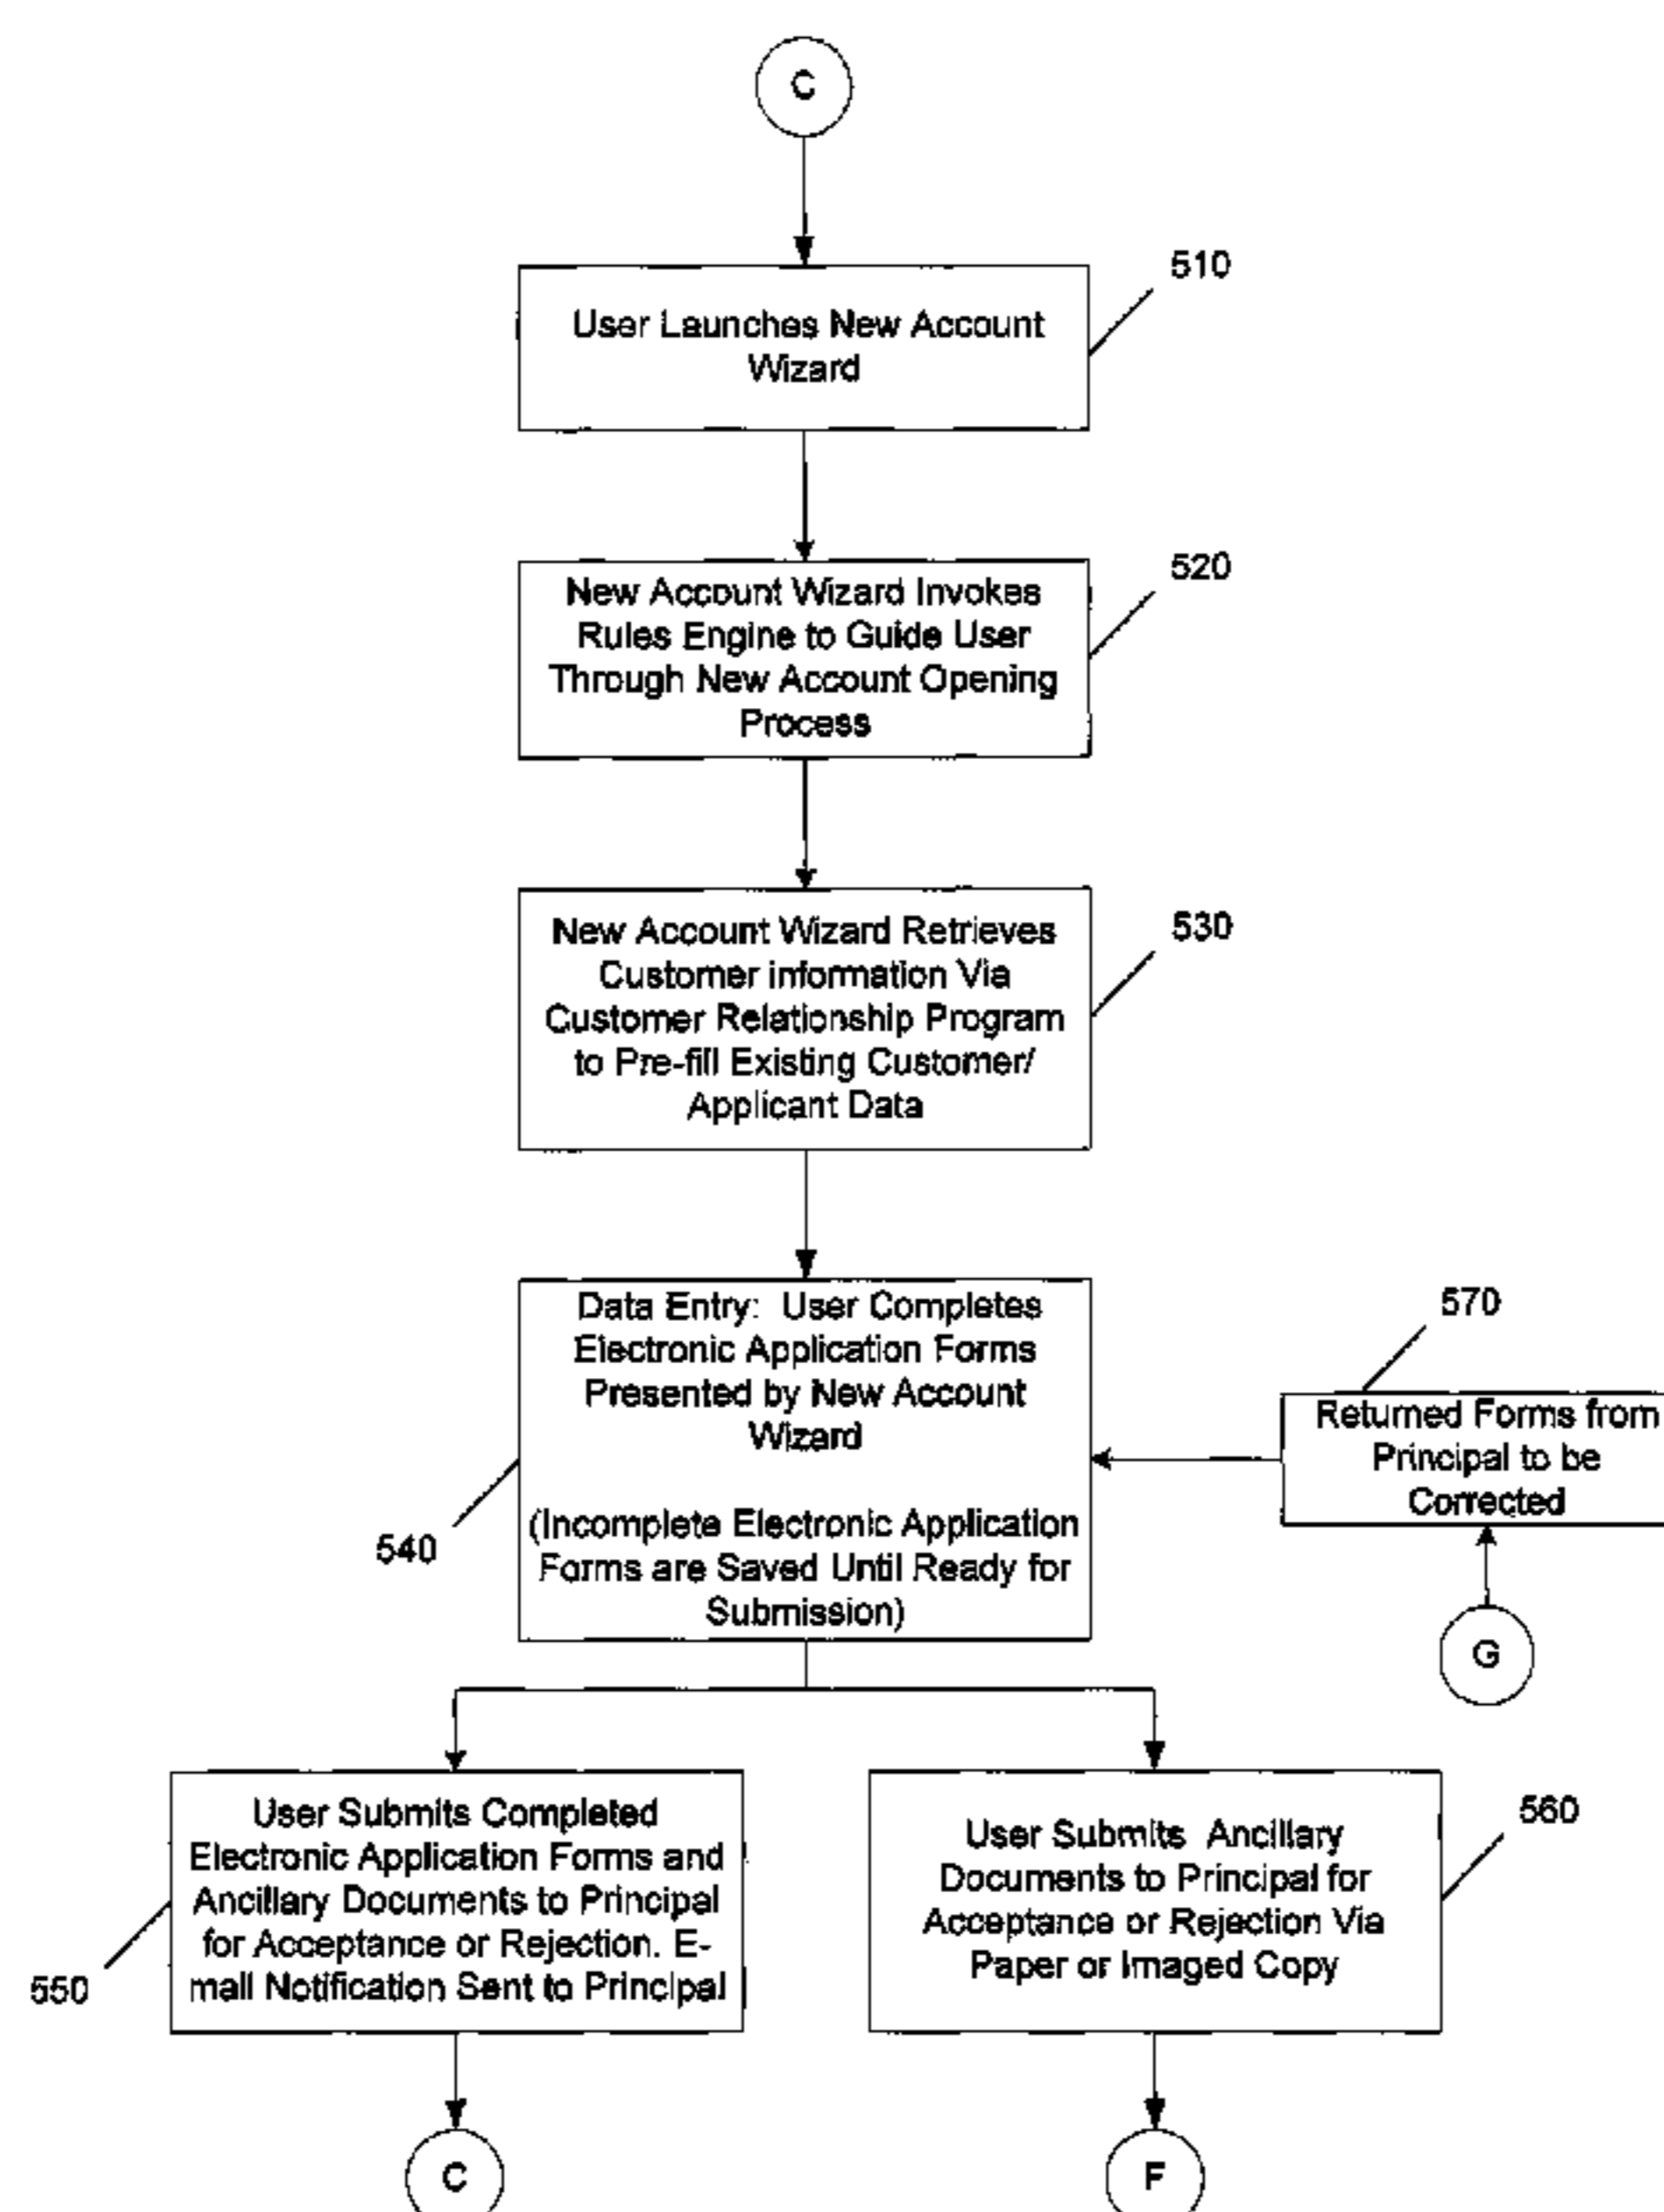 C
510
User Launches New Account
Wizard
520
New Account Wizard Invokes
Rules Engine to Guide User
Through New Account Opening
Process
530
New Account Wizard Retrieves
Customer information Via
Customer Relationship Program
to Pre-fill Existing Customer/
Applicant Data
540
Data Entry: User Completes
Electronic Application Forms
Presented by New Account
Wizard
(Incomplete Electronic Application
Forms are Saved Until Ready for
Submission)
570
Returned Forms from
Principal to be
Corrected
G
550
User Submits Completed
Electronic Application Forms and
Ancillary Documents to Principal
for Acceptance or Rejection. E-
mail Notification Sent to Principal
560
User Submits Ancillary
Documents to Principal for
Acceptance or Rejection Via
Paper or Imaged Copy
C
F